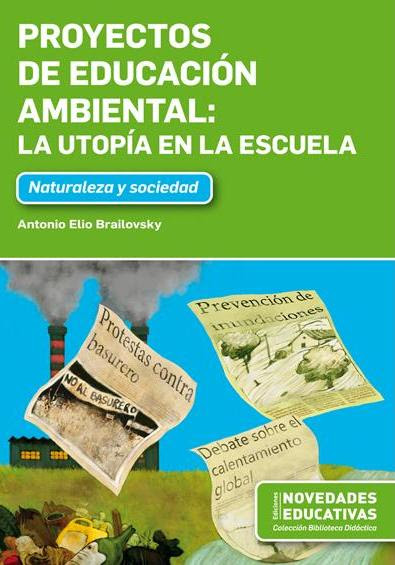 PROYECTOS
DE EDUCACIÓN
AMBIENTAL:
LA UTOPÍA EN LA ESCUELA
Naturaleza y sociedad
Antonio Elio Brailovsky
Protestas contra
basurero
NO AL BASURERO
Prevención de
inundaciones
Debate sobre el
calentamiento
global
Ediciones
NOVEDADES
EDUCATIVAS
Colección Biblioteca Didáctica